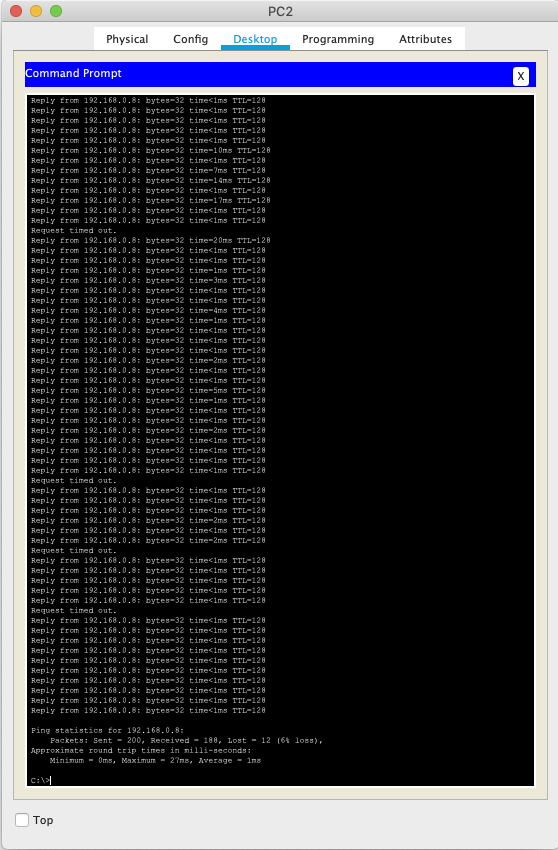 PC2
Physical Config Desktop Programming Attributes
Command Prompt X
Reply from 192.168.0.8: bytes=32 time<1ms TTL=128
Reply from 192.168.0.8: bytes=32 time<1ms TTL=128
Reply from 192.168.0.8: bytes=32 time<1ms TTL=128
Reply from 192.168.0.8: bytes=32 time<1ms TTL=128
Reply from 192.168.0.8: bytes=32 time<1ms TTL=128
Reply from 192.168.0.8: bytes=32 time=10ms TTL=128
Reply from 192.168.0.8: bytes=32 time<1ms TTL=128
Reply from 192.168.0.8: bytes=32 time=7ms TTL=128
Reply from 192.168.0.8: bytes=32 time=14ms TTL=128
Reply from 192.168.0.8: bytes=32 time<1ms TTL=128
Reply from 192.168.0.8: bytes=32 time=17ms TTL=128
Reply from 192.168.0.8: bytes=32 time<1ms TTL=128
Reply from 192.168.0.8: bytes=32 time<1ms TTL=128
Request timed out.
Reply from 192.168.0.8: bytes=32 time=20ms TTL=128
Reply from 192.168.0.8: bytes=32 time<1ms TTL=128
Reply from 192.168.0.8: bytes=32 time<1ms TTL=128
Reply from 192.168.0.8: bytes=32 time=1ms TTL=128
Reply from 192.168.0.8: bytes=32 time=3ms TTL=128
Reply from 192.168.0.8: bytes=32 time<1ms TTL=128
Reply from 192.168.0.8: bytes=32 time<1ms TTL=128
Reply from 192.168.0.8: bytes=32 time=4ms TTL=128
Reply from 192.168.0.8: bytes=32 time=1ms TTL=128
Reply from 192.168.0.8: bytes=32 time<1ms TTL=128
Reply from 192.168.0.8: bytes=32 time<1ms TTL=128
Reply from 192.168.0.8: bytes=32 time<1ms TTL=128
Reply from 192.168.0.8: bytes=32 time=2ms TTL=128
Reply from 192.168.0.8: bytes=32 time<1ms TTL=128
Reply from 192.168.0.8: bytes=32 time<1ms TTL=128
Reply from 192.168.0.8: bytes=32 time=5ms TTL=128
Reply from 192.168.0.8: bytes=32 time=1ms TTL=128
Reply from 192.168.0.8: bytes=32 time<1ms TTL=128
Reply from 192.168.0.8: bytes=32 time<1ms TTL=128
Reply from 192.168.0.8: bytes=32 time=2ms TTL=128
Reply from 192.168.0.8: bytes=32 time<1ms TTL=128
Reply from 192.168.0.8: bytes=32 time<1ms TTL=128
Reply from 192.168.0.8: bytes=32 time<1ms TTL=128
Reply from 192.168.0.8: bytes=32 time<1ms TTL=128
Request timed out.
Reply from 192.168.0.8: bytes=32 time<1ms TTL=128
Reply from 192.168.0.8: bytes=32 time<1ms TTL=128
Reply from 192.168.0.8: bytes=32 time<1ms TTL=128
Reply from 192.168.0.8: bytes=32 time=2ms TTL=128
Reply from 192.168.0.8: bytes=32 time<1ms TTL=128
Reply from 192.168.0.8: bytes=32 time=2ms TTL=128
Request timed out.
Reply from 192.168.0.8: bytes=32 time<1ms TTL=128
Reply from 192.168.0.8: bytes=32 time<1ms TTL=128
Reply from 192.168.0.8: bytes=32 time<1ms TTL=128
Reply from 192.168.0.8: bytes=32 time<1ms TTL=128
Reply from 192.168.0.8: bytes=32 time<1ms TTL=128
Request timed out.
Reply from 192.168.0.8: bytes=32 time<1ms TTL=128
Reply from 192.168.0.8: bytes=32 time<1ms TTL=128
Reply from 192.168.0.8: bytes=32 time<1ms TTL=128
Reply from 192.168.0.8: bytes=32 time<1ms TTL=128
Reply from 192.168.0.8: bytes=32 time<1ms TTL=128
Reply from 192.168.0.8: bytes=32 time<1ms TTL=128
Reply from 192.168.0.8: bytes=32 time<1ms TTL=128
Reply from 192.168.0.8: bytes=32 time<1ms TTL=128
Reply from 192.168.0.8: bytes=32 time<1ms TTL=128
Reply from 192.168.0.8: bytes=32 time<1ms TTL=128
Ping statistics for 192.168.0.8:
Packets: Sent = 200, Received = 188, Lost = 12 (6% loss),
Approximate round trip times in milli-seconds:
Minimum = 0ms, Maximum = 27ms, Average = 1ms
C:\>
Top